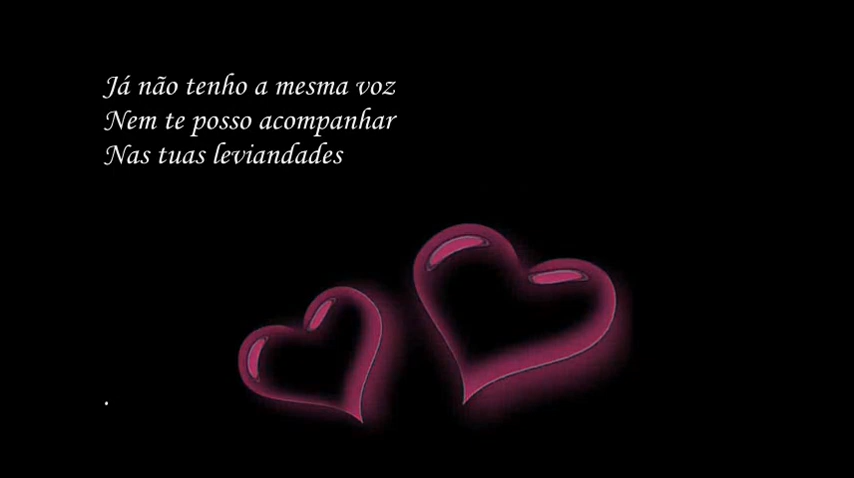 Já não tenho a mesma voz
Nem te posso acompanhar
Nas tuas leviandades
.